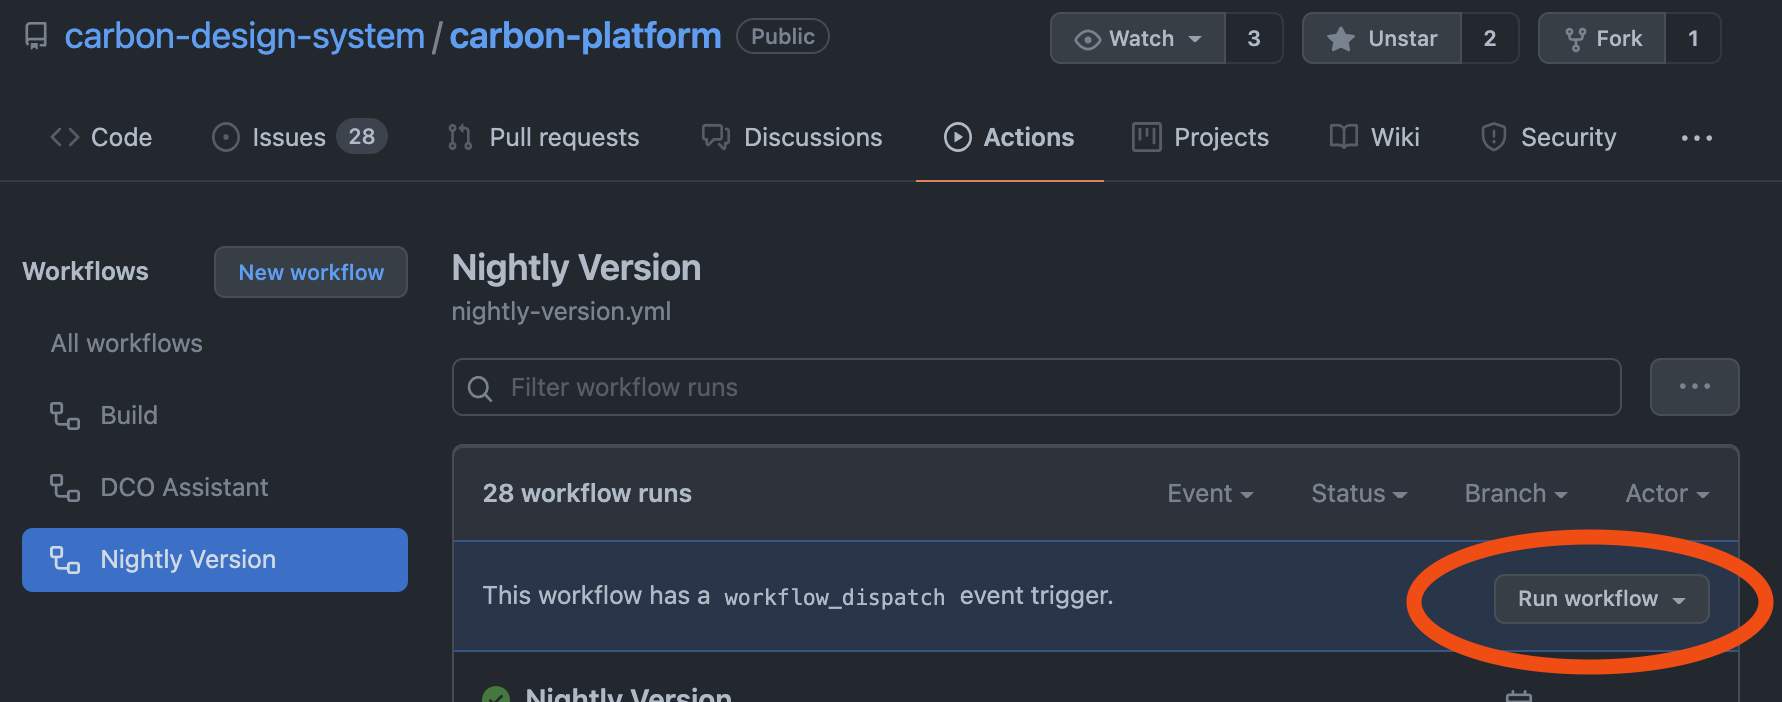 carbon-design-system / carbon-platform Public
Watch 3 Unstar 2 Fork 1
Code Issues 28 Pull requests Discussions Actions Projects Wiki Security ...
Workflows New workflow
All workflows
Build
DCO Assistant
Nightly Version
Nightly Version
nightly-version.yml
Filter workflow runs ...
28 workflow runs Event Status Branch Actor
This workflow has a workflow_dispatch event trigger. Run workflow
Nightly Version